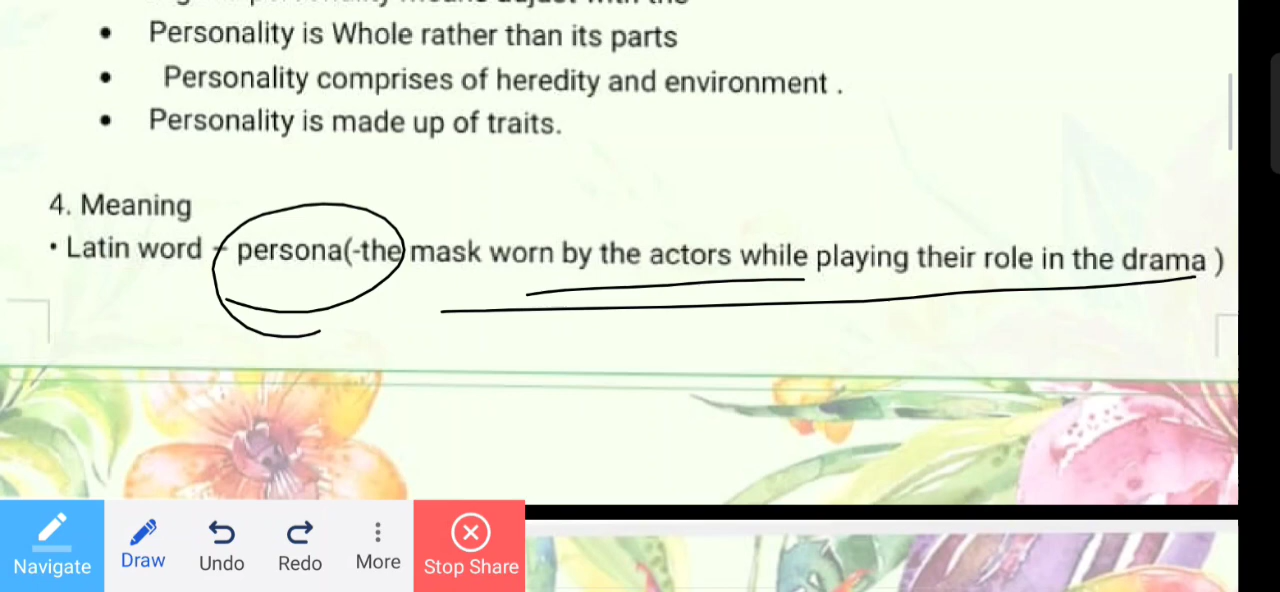 • Personality is Whole rather than its parts
• Personality comprises of heredity and environment .
• Personality is made up of traits.
4. Meaning
• Latin word - persona(-the mask worn by the actors while playing their role in the drama )
Navigate Draw Undo Redo More Stop Share